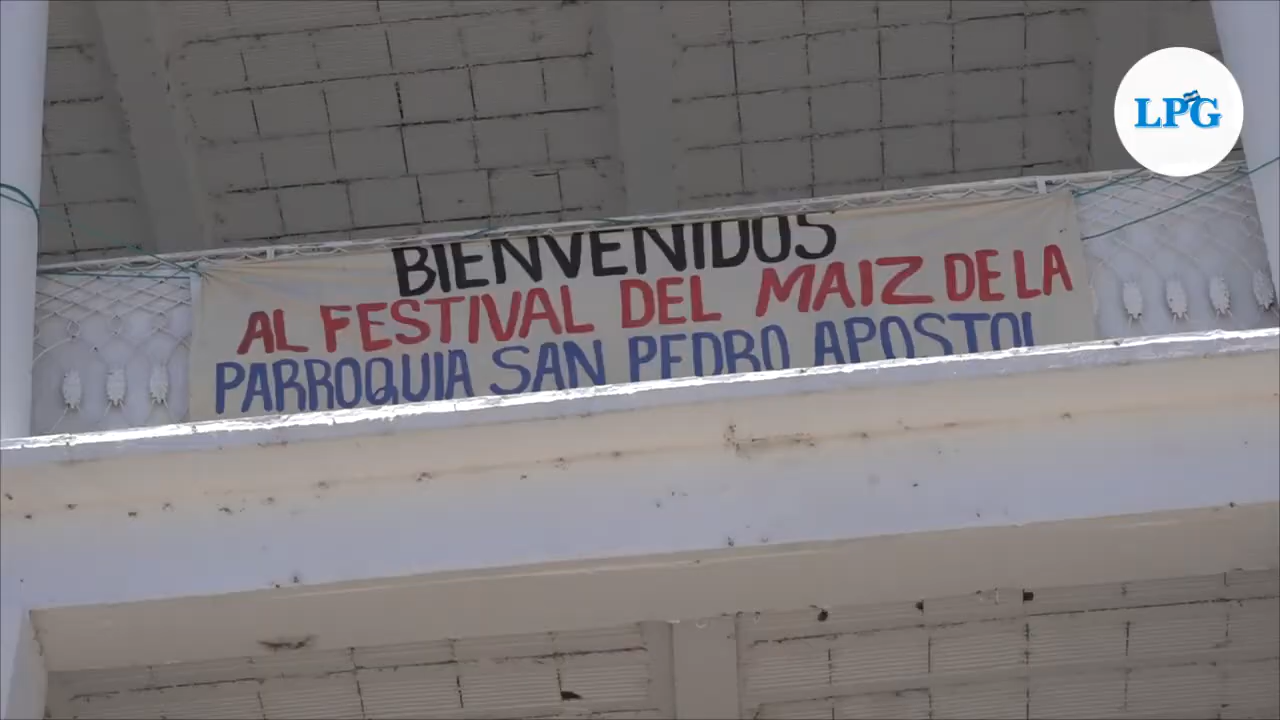 LPG
BIENVENIDOS
AL FESTIVAL DEL MAIZ DE LA
PARROQUIA SAN PEDRO APOSTOL